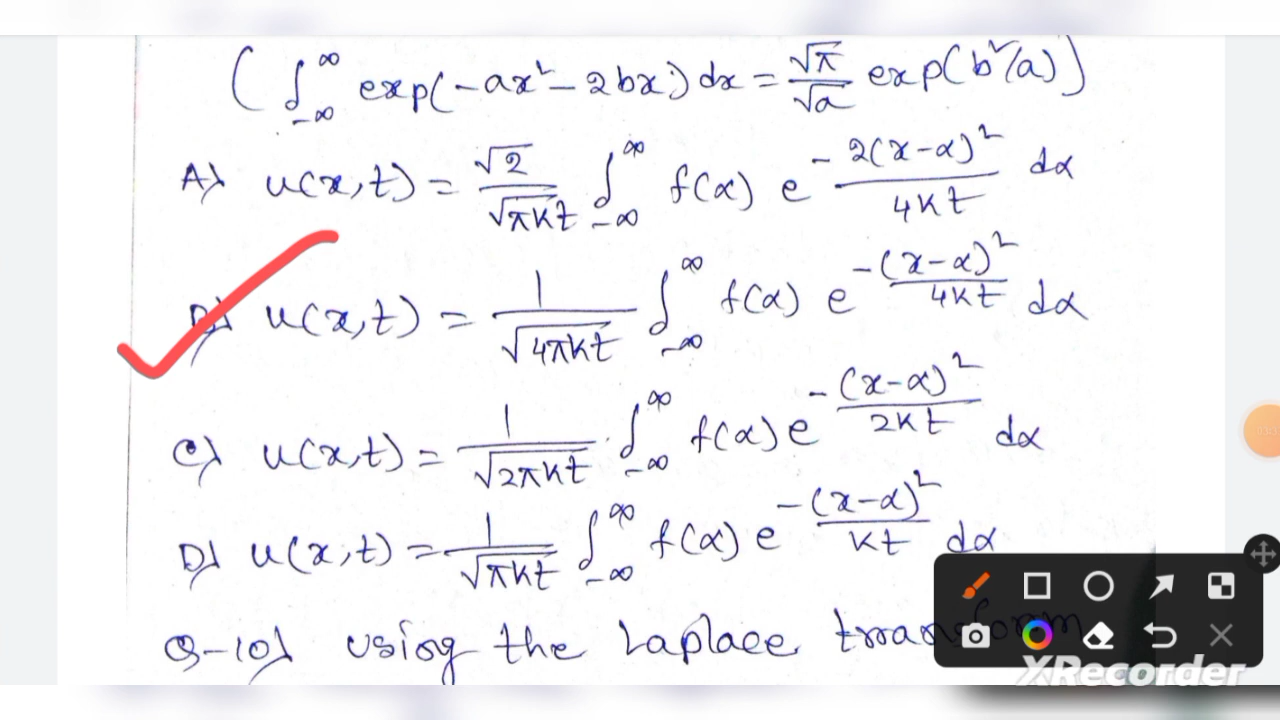 ( ∫_{-∞}^{∞} exp(-ax² - 2bx) dx = √π/√a exp(b²/a) )
A) u(x,t) = √2/√πkt ∫_{-∞}^{∞} f(α) e^{-2(x-α)²/4kt} dα
B) u(x,t) = 1/√4πkt ∫_{-∞}^{∞} f(α) e^{-(x-α)²/4kt} dα
C) u(x,t) = 1/√2πkt ∫_{-∞}^{∞} f(α) e^{-(x-α)²/2kt} dα
D) u(x,t) = 1/√πkt ∫_{-∞}^{∞} f(α) e^{-(x-α)²/kt} dα
Q-10) using the Laplace transform
XRecorder